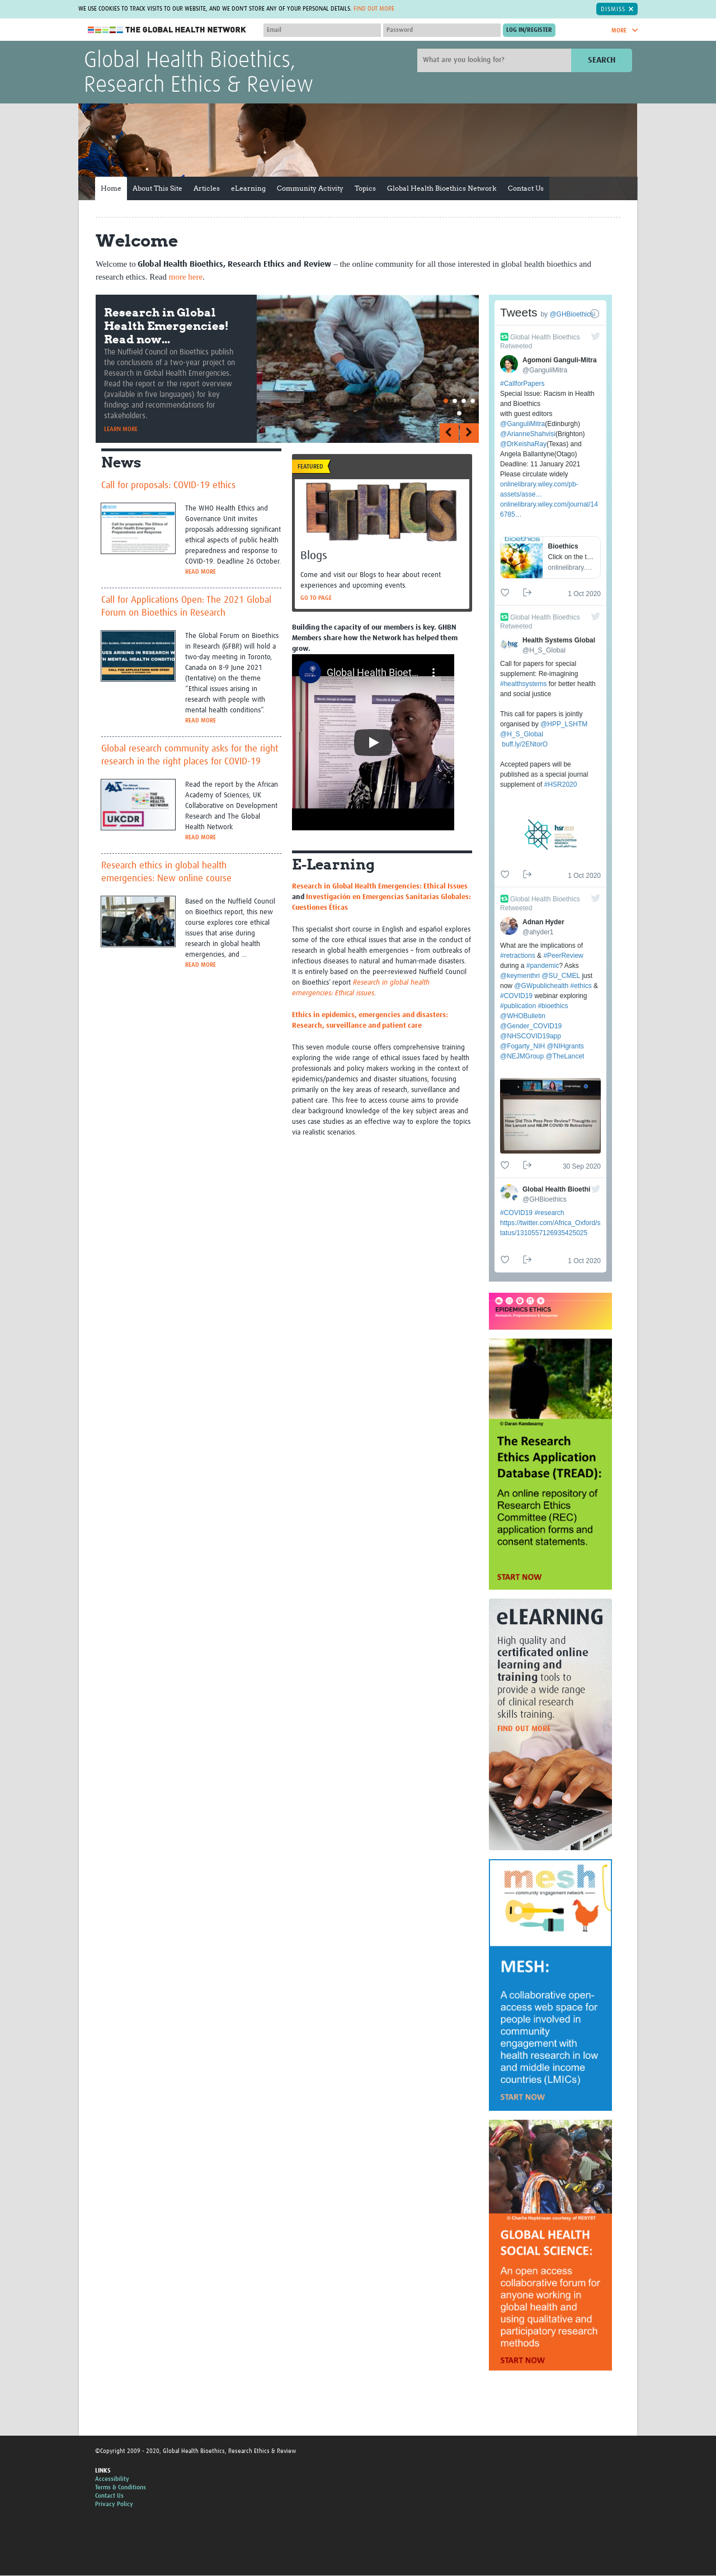 WE USE COOKIES TO TRACK VISITS TO OUR WEBSITE, AND WE DON'T STORE ANY OF YOUR PERSONAL DETAILS. FIND OUT MORE
DISMISS
THE GLOBAL HEALTH NETWORK
Email
Password
LOG IN/REGISTER
MORE
Global Health Bioethics,
Research Ethics & Review
What are you looking for?
SEARCH
Home About This Site Articles eLearning Community Activity Topics Global Health Bioethics Network Contact Us
Welcome
Welcome to Global Health Bioethics, Research Ethics and Review – the online community for all those interested in global health bioethics and
research ethics. Read more here.
Research in Global
Health Emergencies!
Read now...
The Nuffield Council on Bioethics publish
the conclusions of a two-year project on
Research in Global Health Emergencies.
Read the report or the report overview
(available in five languages) for key
findings and recommendations for
stakeholders.
LEARN MORE
News
Call for proposals: COVID-19 ethics
The WHO Health Ethics and
Governance Unit invites
proposals addressing significant
ethical aspects of public health
preparedness and response to
COVID-19. Deadline 26 October.
READ MORE
Call for Applications Open: The 2021 Global
Forum on Bioethics in Research
The Global Forum on Bioethics
in Research (GFBR) will hold a
two-day meeting in Toronto,
Canada on 8-9 June 2021
(tentative) on the theme
“Ethical issues arising in
research with people with
mental health conditions”.
READ MORE
Global research community asks for the right
research in the right places for COVID-19
UKCDR
Read the report by the African
Academy of Sciences, UK
Collaborative on Development
Research and The Global
Health Network
READ MORE
Research ethics in global health
emergencies: New online course
Based on the Nuffield Council
on Bioethics report, this new
course explores core ethical
issues that arise during
research in global health
emergencies, and ...
READ MORE
FEATURED
ETHICS
Blogs
Come and visit our Blogs to hear about recent
experiences and upcoming events.
GO TO PAGE
Building the capacity of our members is key. GHBN
Members share how the Network has helped them
grow.
Global Health Bioet...
E-Learning
Research in Global Health Emergencies: Ethical Issues
and Investigación en Emergencias Sanitarias Globales:
Cuestiones Éticas
This specialist short course in English and español explores
some of the core ethical issues that arise in the conduct of
research in global health emergencies – from outbreaks of
infectious diseases to natural and human-made disasters.
It is entirely based on the peer-reviewed Nuffield Council
on Bioethics' report Research in global health
emergencies: Ethical issues.
Ethics in epidemics, emergencies and disasters:
Research, surveillance and patient care
This seven module course offers comprehensive training
exploring the wide range of ethical issues faced by health
professionals and policy makers working in the context of
epidemics/pandemics and disaster situations, focusing
primarily on the key areas of research, surveillance and
patient care. This free to access course aims to provide
clear background knowledge of the key subject areas and
uses case studies as an effective way to explore the topics
via realistic scenarios.
Tweets by @GHBioethics
Global Health Bioethics
Retweeted
Agomoni Ganguli-Mitra
@GanguliMitra
#CallforPapers
Special Issue: Racism in Health
and Bioethics
with guest editors
@GanguliMitra(Edinburgh)
@ArianneShahvisi(Brighton)
@DrKeishaRay(Texas) and
Angela Ballantyne(Otago)
Deadline: 11 January 2021
Please circulate widely
onlinelibrary.wiley.com/pb-
assets/asse…
onlinelibrary.wiley.com/journal/14
6785…
bioethics
Bioethics
Click on the t…
onlinelibrary.…
1 Oct 2020
Global Health Bioethics
Retweeted
Health Systems Global
@H_S_Global
Call for papers for special
supplement: Re-imagining
#healthsystems for better health
and social justice
This call for papers is jointly
organised by @HPP_LSHTM
@H_S_Global
buff.ly/2ENtorO
Accepted papers will be
published as a special journal
supplement of #HSR2020
1 Oct 2020
Global Health Bioethics
Retweeted
Adnan Hyder
@ahyder1
What are the implications of
#retractions & #PeerReview
during a #pandemic? Asks
@keymenthri @SU_CMEL just
now @GWpublichealth #ethics &
#COVID19 webinar exploring
#publication #bioethics
@WHOBulletin
@Gender_COVID19
@NHSCOVID19app
@Fogarty_NIH @NIHgrants
@NEJMGroup @TheLancet
How Did This Pass Peer Review? Thoughts on
the Lancet and NEJM COVID-19 Retractions
30 Sep 2020
Global Health Bioethi
@GHBioethics
#COVID19 #research
https://twitter.com/Africa_Oxford/s
tatus/1310557126935425025
1 Oct 2020
EPIDEMICS ETHICS
© Daran Kandasamy
The Research
Ethics Application
Database (TREAD):
An online repository of
Research Ethics
Committee (REC)
application forms and
consent statements.
START NOW
eLEARNING
High quality and
certificated online
learning and
training tools to
provide a wide range
of clinical research
skills training.
FIND OUT MORE
mesh
community engagement network
MESH:
A collaborative open-
access web space for
people involved in
community
engagement with
health research in low
and middle income
countries (LMICs)
START NOW
© Charlie Hopkinson courtesy of RESYST
GLOBAL HEALTH
SOCIAL SCIENCE:
An open access
collaborative forum for
anyone working in
global health and
using qualitative and
participatory research
methods
START NOW
©Copyright 2009 - 2020, Global Health Bioethics, Research Ethics & Review
LINKS
Accessibility
Terms & Conditions
Contact Us
Privacy Policy